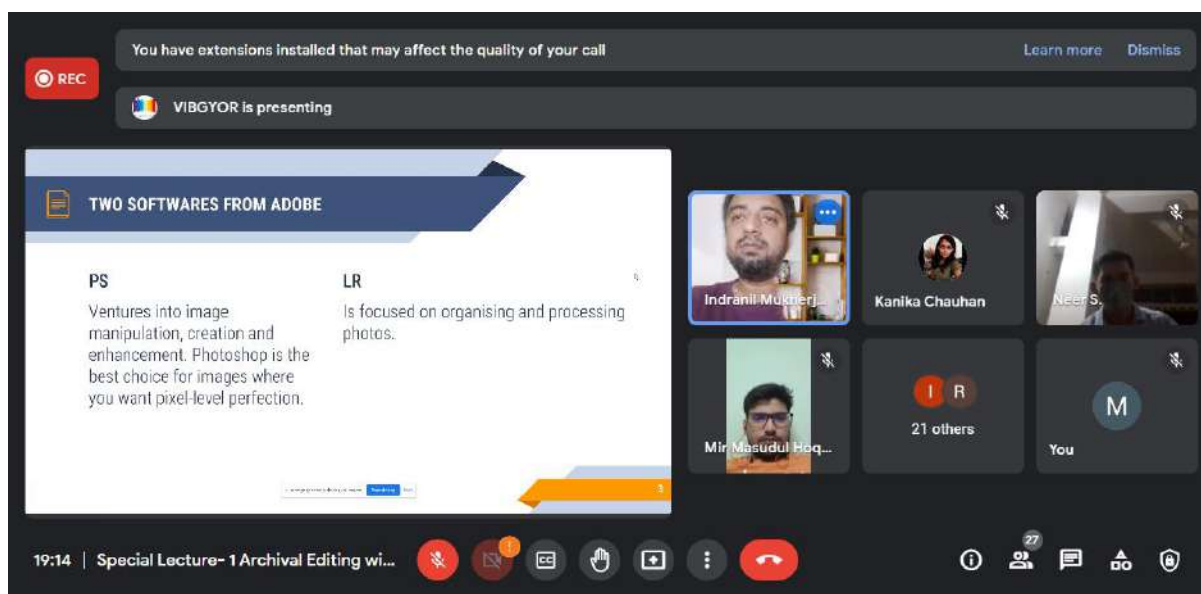 You have extensions installed that may affect the quality of your call
Learn more
Dismiss
REC
VIBGYOR is presenting
TWO SOFTWARES FROM ADOBE
PS
Ventures into image
manipulation, creation and
enhancement. Photoshop is the
best choice for images where
you want pixel-level perfection.
LR
Is focused on organising and processing
photos.
3
Indranil Mukherj...
Kanika Chauhan
Neer S.
Mir Masudul Hoq...
I R
21 others
M
You
19:14 | Special Lecture- 1 Archival Editing wi...
CC
27